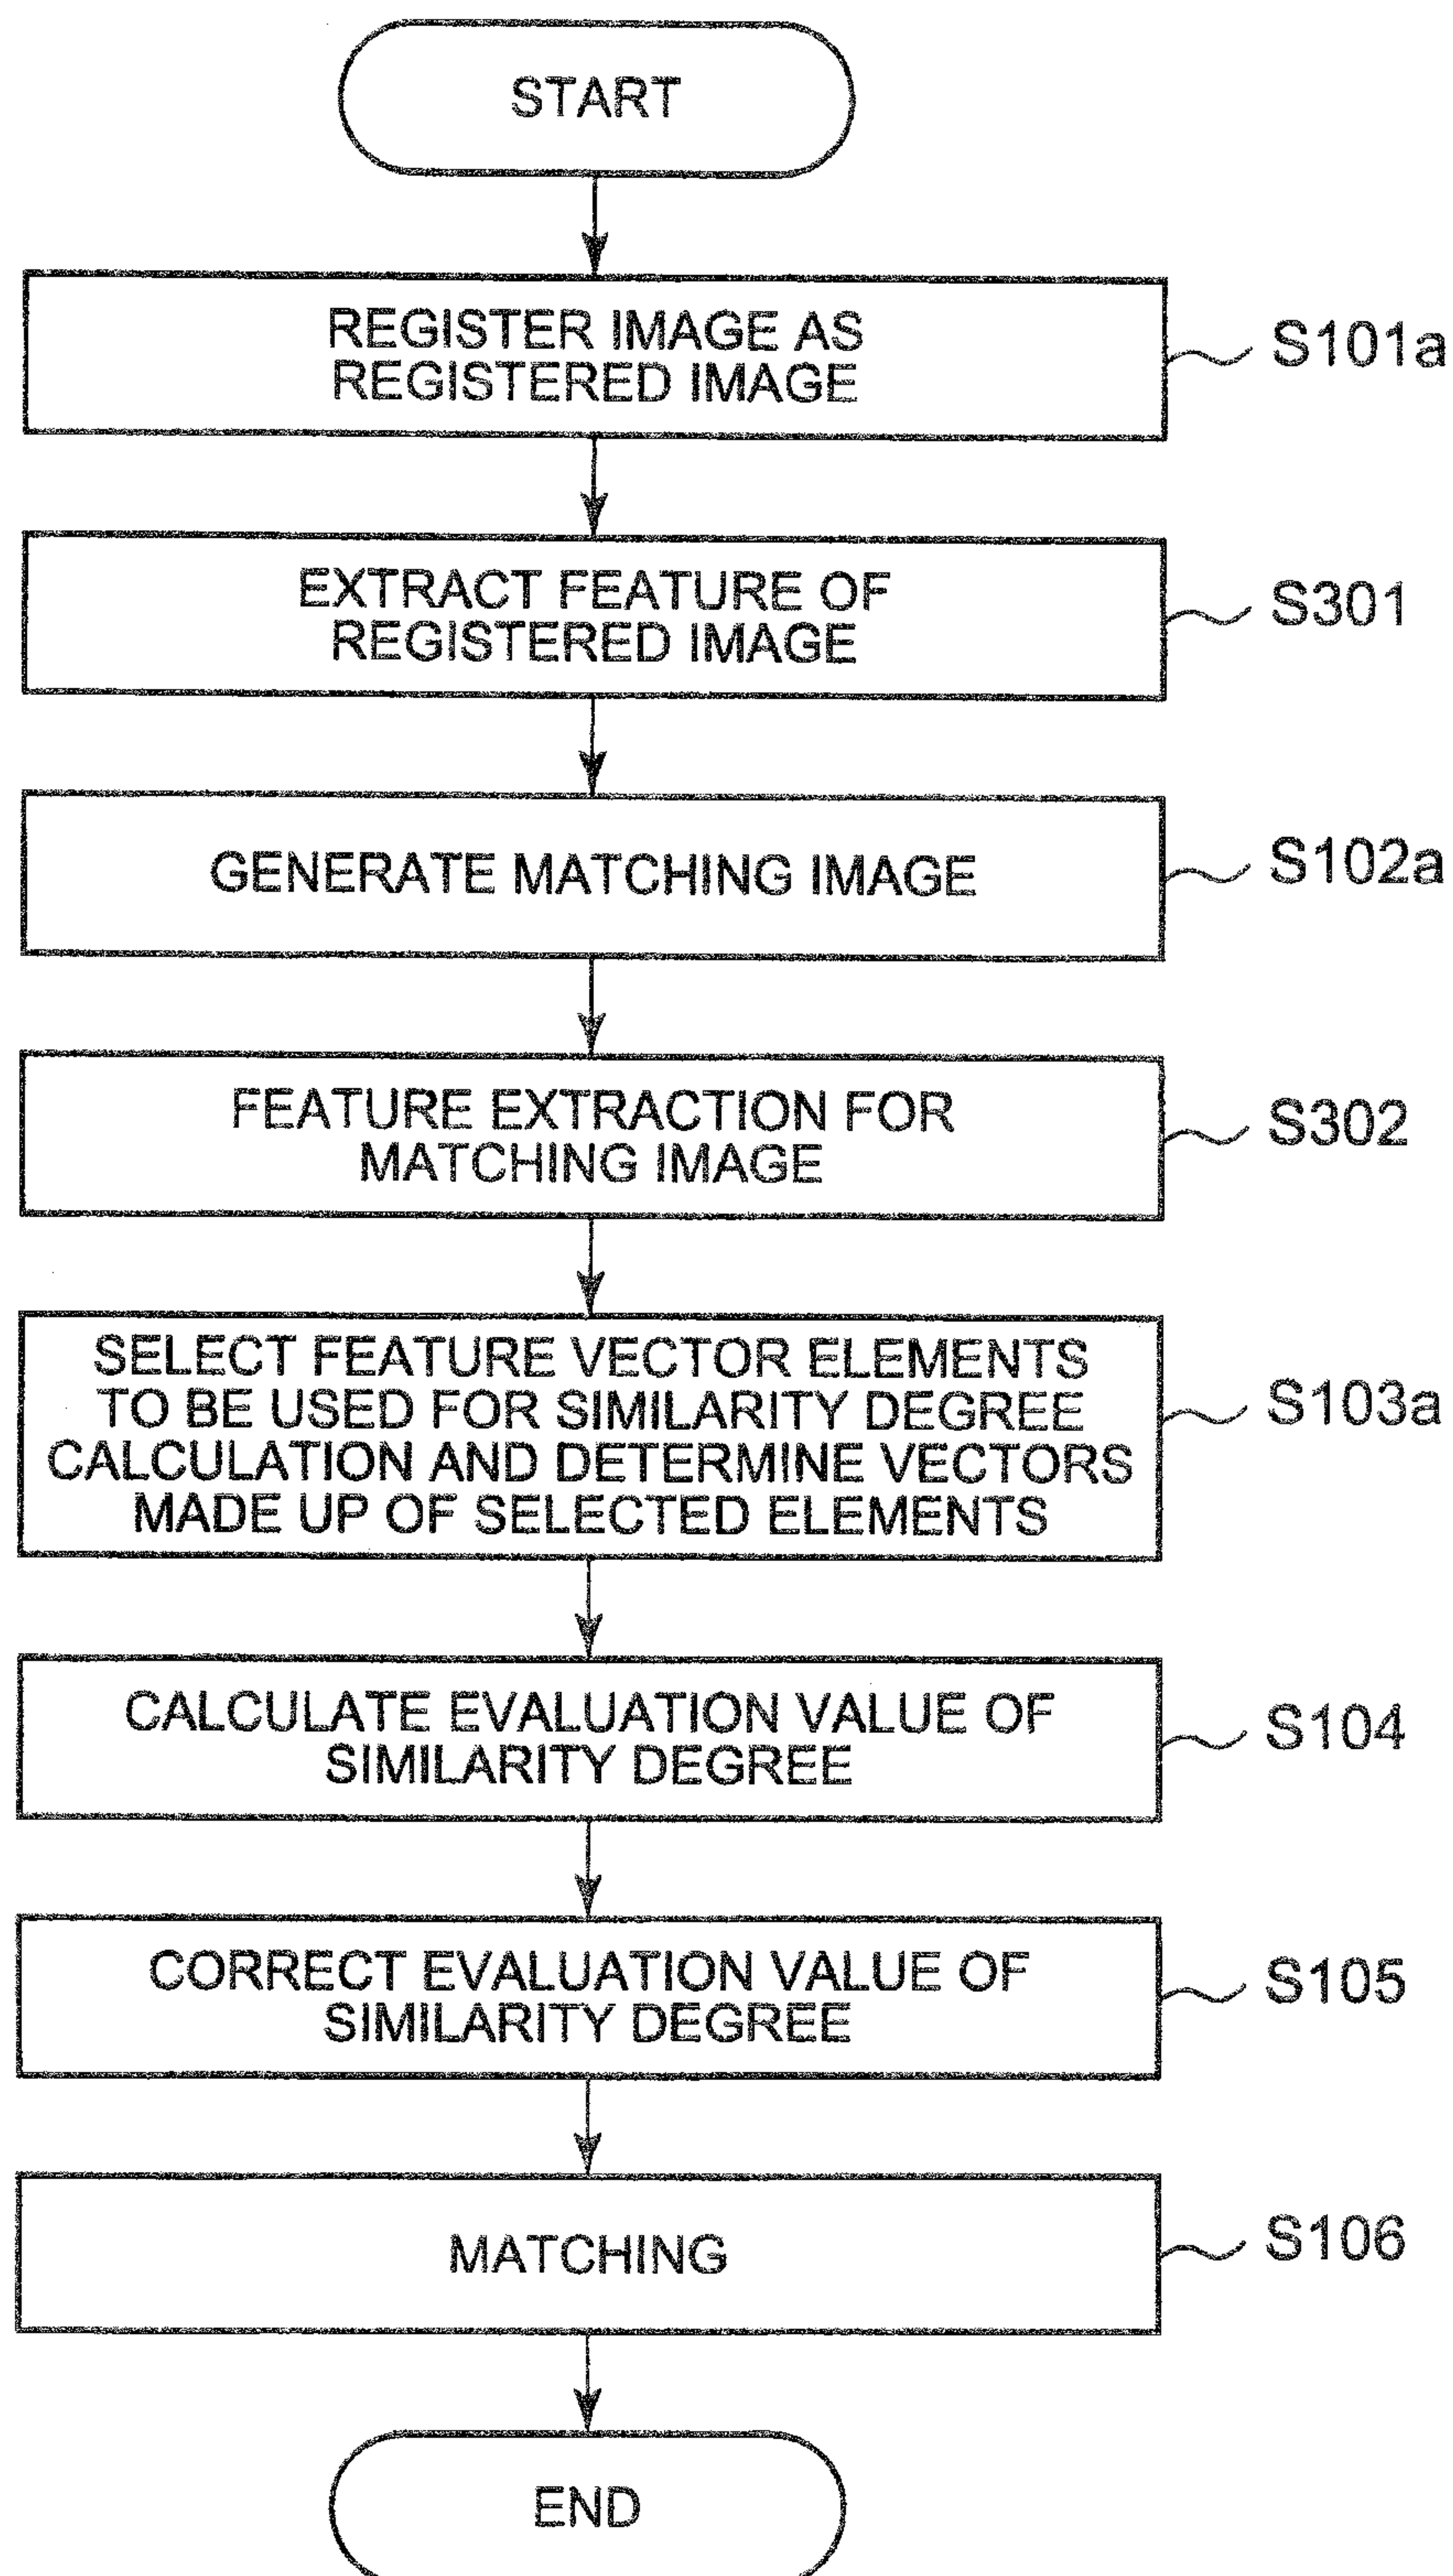 START
REGISTER IMAGE AS
REGISTERED IMAGE
S101a
EXTRACT FEATURE OF
REGISTERED IMAGE
S301
GENERATE MATCHING IMAGE
S102a
FEATURE EXTRACTION FOR
MATCHING IMAGE
S302
SELECT FEATURE VECTOR ELEMENTS
TO BE USED FOR SIMILARITY DEGREE
CALCULATION AND DETERMINE VECTORS
MADE UP OF SELECTED ELEMENTS
S103a
CALCULATE EVALUATION VALUE OF
SIMILARITY DEGREE
S104
CORRECT EVALUATION VALUE OF
SIMILARITY DEGREE
S105
MATCHING
S106
END